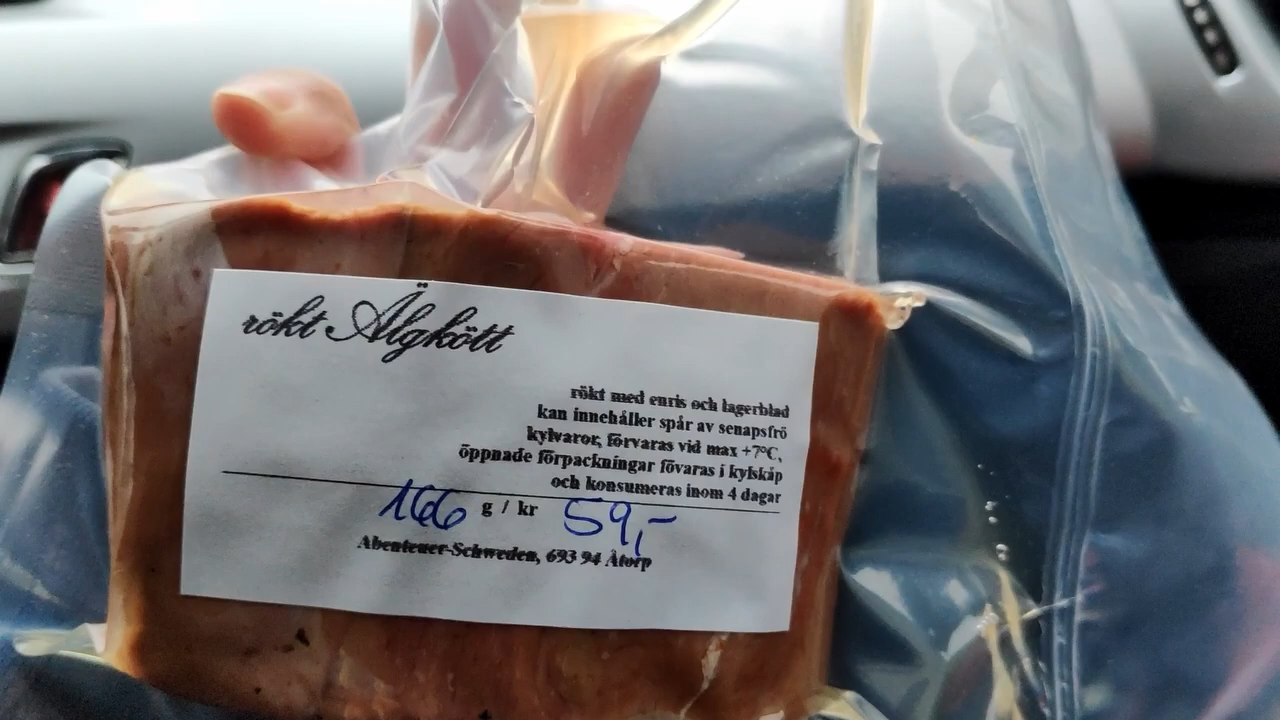 rökt Älgkött
rökt med enris och lagerblad
kan innehåller spår av senapsfrö
kylvaror, förvaras vid max +7°C,
öppnade förpackningar fövaras i kylskåp
och konsumeras inom 4 dagar
166 g / kr 59,-
Abenteuer-Schweden, 693 94 Åtorp